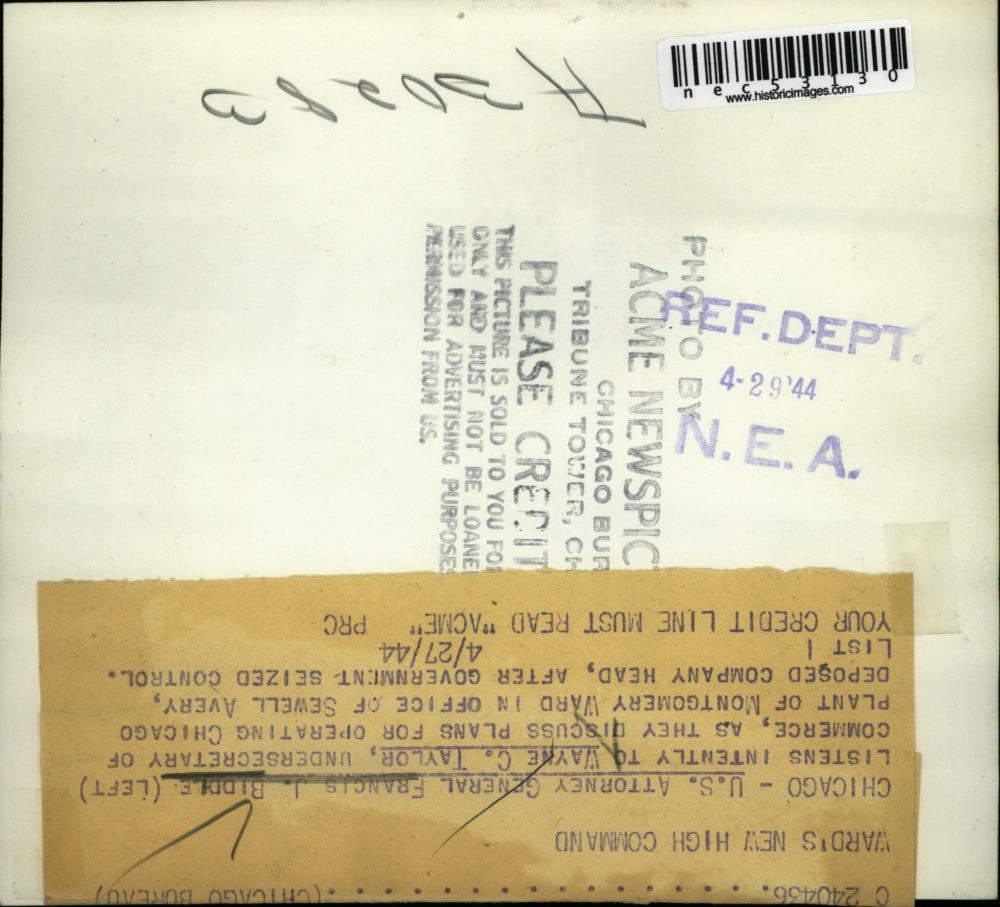 nec53130
www.historicimages.com
REF. DEPT.
4-29'44
N. E. A.
PHOTO BY
ACME NEWSPIC
CHICAGO BUR
TRIBUNE TOWER, CH
PLEASE CREDIT
THIS PICTURE IS SOLD TO YOU FO
ONLY AND MUST NOT BE LOANE
USED FOR ADVERTISING PURPOSE
PERMISSION FROM US.
C 240436. . . . . . . . . . . . . . (CHICAGO BUREAU)
WARD'S NEW HIGH COMMAND
CHICAGO - U.S. ATTORNEY GENERAL FRANCIS J. BIDDLE (LEFT)
LISTENS INTENTLY TO WAYNE C. TAYLOR, UNDERSECRETARY OF
COMMERCE, AS THEY DISCUSS PLANS FOR OPERATING CHICAGO
PLANT OF MONTGOMERY WARD IN OFFICE OF SEWELL AVERY,
DEPOSED COMPANY HEAD, AFTER GOVERNMENT SEIZED CONTROL.
LIST I 4/27/44
YOUR CREDIT LINE MUST READ "ACME" PRC